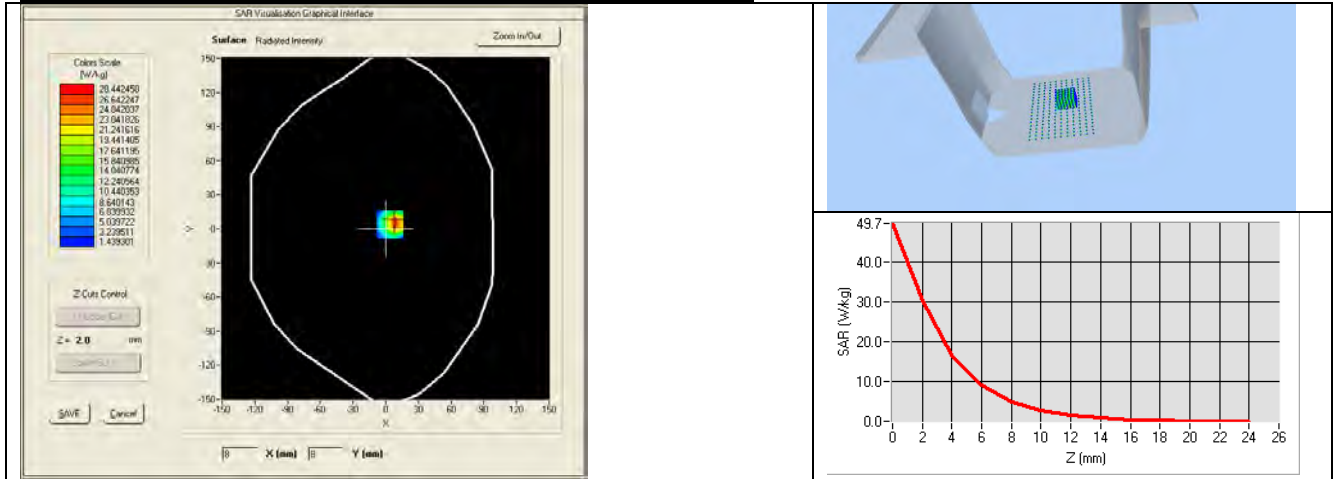 SAR Visualisation Graphical Interface
Surface Radiated Intensity
Zoom In/Out
Colors Scale
(W/kg)
28.442450
26.642247
24.842037
23.041826
21.241616
19.441405
17.641195
15.840985
14.040774
12.240564
10.440353
8.640143
6.839932
5.039722
3.239511
1.439301
150
120
90
60
30
0
-30
-60
-90
-120
-150
-150 -120 -90 -60 -30 0 30 60 90 120 150
Y
X
Z Cuts Control
Z = 2.0 mm
SAVE Cancel
8 X (mm) 8 Y (mm)
49.7
40.0
30.0
20.0
10.0
0.0
SAR (W/kg)
0 2 4 6 8 10 12 14 16 18 20 22 24 26
Z (mm)